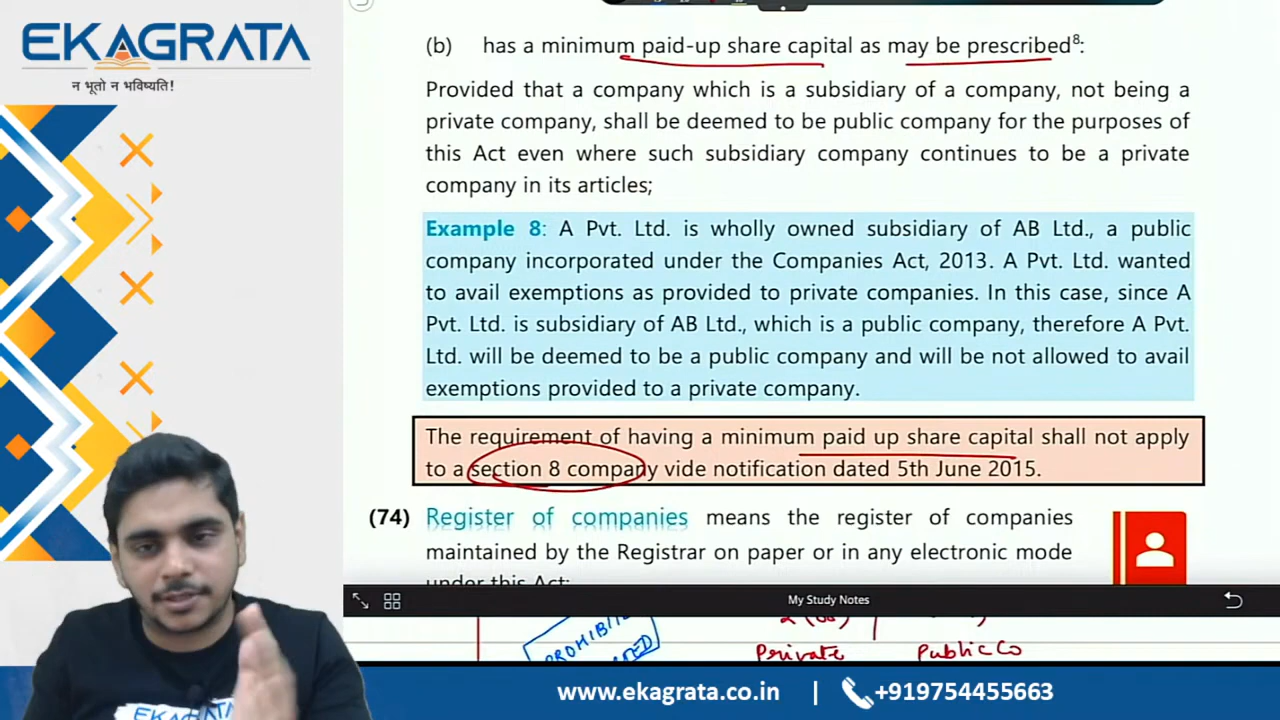 EKAGRATA
न भूतो न भविष्यति!
(b) has a minimum paid-up share capital as may be prescribed⁸:
Provided that a company which is a subsidiary of a company, not being a
private company, shall be deemed to be public company for the purposes of
this Act even where such subsidiary company continues to be a private
company in its articles;
Example 8: A Pvt. Ltd. is wholly owned subsidiary of AB Ltd., a public
company incorporated under the Companies Act, 2013. A Pvt. Ltd. wanted
to avail exemptions as provided to private companies. In this case, since A
Pvt. Ltd. is subsidiary of AB Ltd., which is a public company, therefore A Pvt.
Ltd. will be deemed to be a public company and will be not allowed to avail
exemptions provided to a private company.
The requirement of having a minimum paid up share capital shall not apply
to a section 8 company vide notification dated 5th June 2015.
(74) Register of companies means the register of companies
maintained by the Registrar on paper or in any electronic mode
under this Act;
My Study Notes
Private Public Co
EKAGRATA
www.ekagrata.co.in | +919754455663